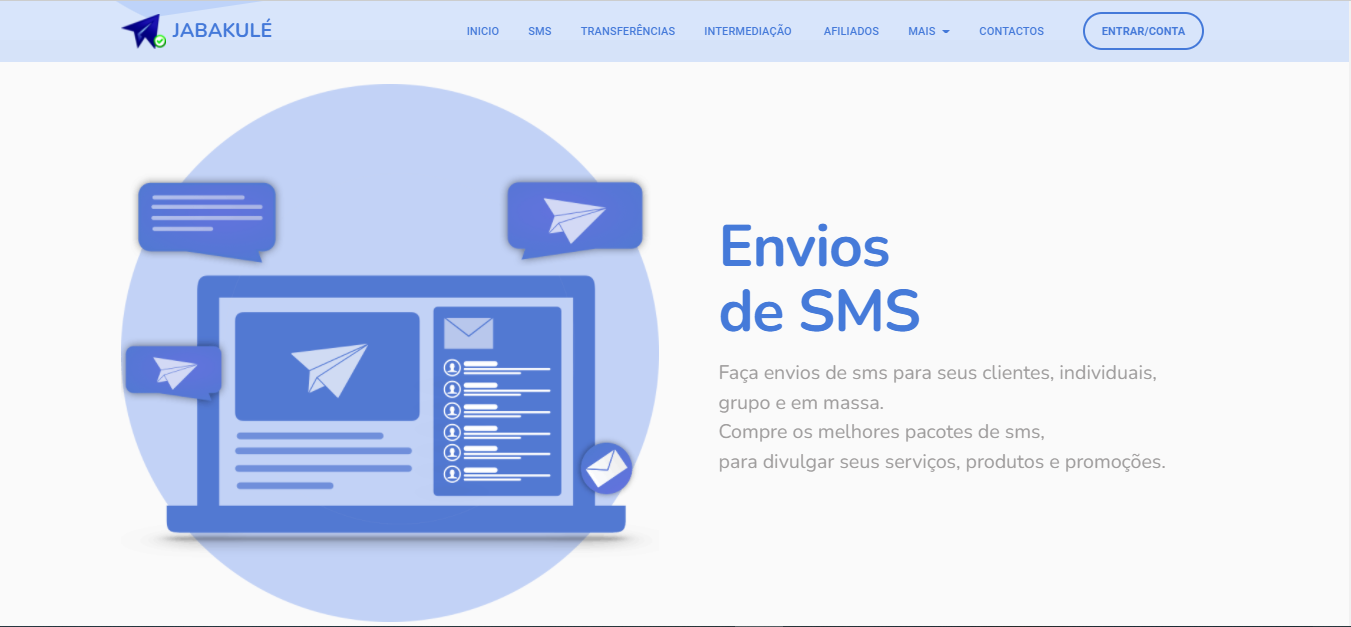 JABAKULÉ
INICIO SMS TRANSFERÊNCIAS INTERMEDIAÇÃO AFILIADOS MAIS CONTACTOS ENTRAR/CONTA
Envios
de SMS
Faça envios de sms para seus clientes, individuais,
grupo e em massa.
Compre os melhores pacotes de sms,
para divulgar seus serviços, produtos e promoções.